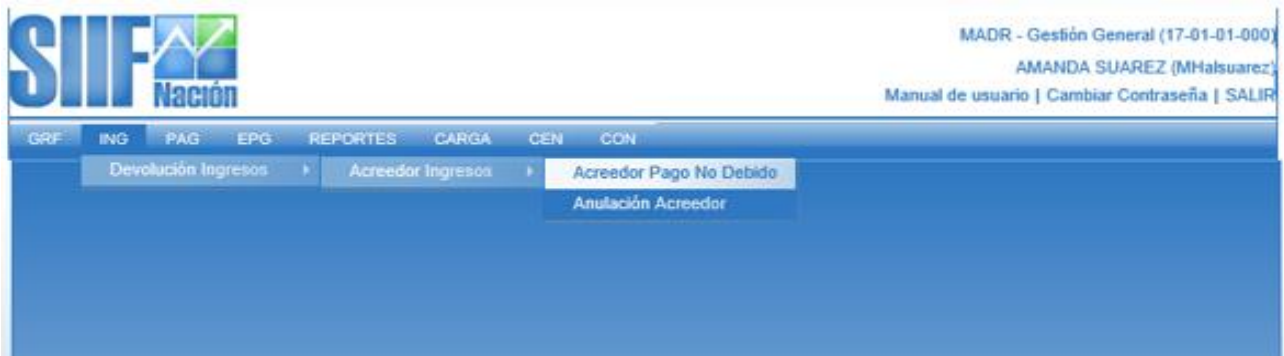 SIIF
Nación
MADR - Gestión General (17-01-01-000)
AMANDA SUAREZ (MHalsuarez)
Manual de usuario | Cambiar Contraseña | SALIR
GRF ING PAG EPG REPORTES CARGA CEN CON
Devolución Ingresos Acreedor Ingresos Acreedor Pago No Debido
Anulación Acreedor